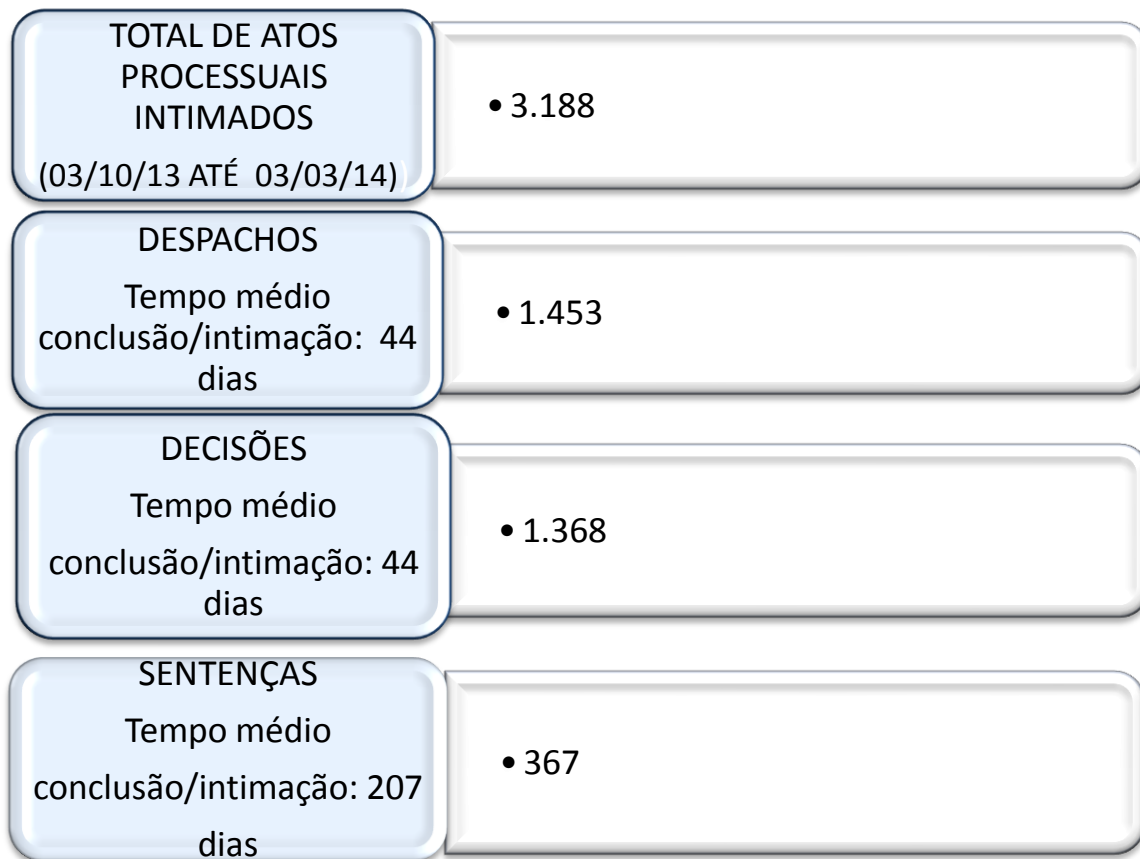 TOTAL DE ATOS
PROCESSUAIS
INTIMADOS
(03/10/13 ATÉ 03/03/14))
• 3.188
DESPACHOS
Tempo médio
conclusão/intimação: 44
dias
• 1.453
DECISÕES
Tempo médio
conclusão/intimação: 44
dias
• 1.368
SENTENÇAS
Tempo médio
conclusão/intimação: 207
dias
• 367